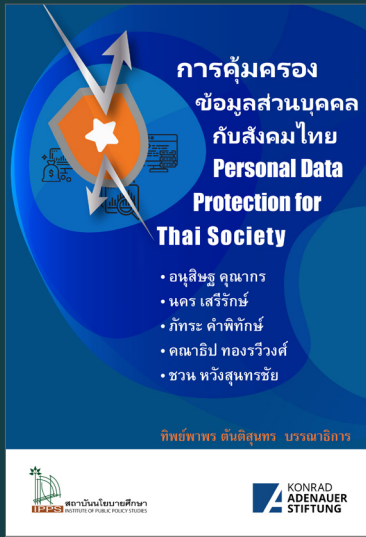 การคุ้มครอง
ข้อมูลส่วนบุคคล
กับสังคมไทย
Personal Data
Protection for
Thai Society
• อนุสิษฐ คุณากร
• นคร เสรีรักษ์
• ภัทระ คำพิทักษ์
• คณาธิป ทองรวีวงศ์
• ชวน หวังสุนทรชัย
ทิพย์พาพร ตันติสุนทร บรรณาธิการ
IPPS สถาบันนโยบายศึกษา
INSTITUTE OF PUBLIC POLICY STUDIES
KONRAD
ADENAUER
STIFTUNG